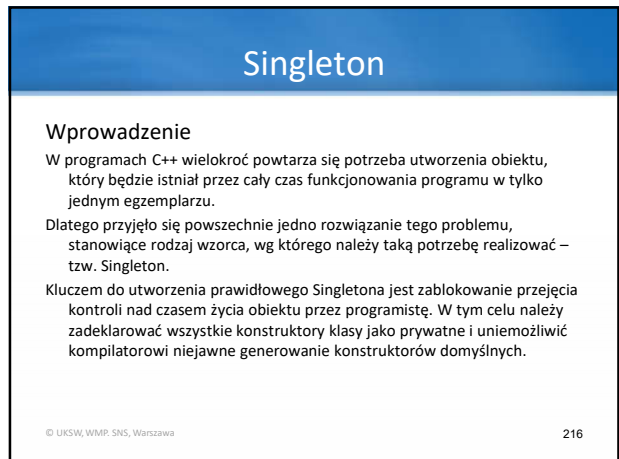 Singleton
Wprowadzenie
W programach C++ wielokroć powtarza się potrzeba utworzenia obiektu,
który będzie istniał przez cały czas funkcjonowania programu w tylko
jednym egzemplarzu.
Dlatego przyjęło się powszechnie jedno rozwiązanie tego problemu,
stanowiące rodzaj wzorca, wg którego należy taką potrzebę realizować –
tzw. Singleton.
Kluczem do utworzenia prawidłowego Singletona jest zablokowanie przejęcia
kontroli nad czasem życia obiektu przez programistę. W tym celu należy
zadeklarować wszystkie konstruktory klasy jako prywatne i uniemożliwić
kompilatorowi niejawne generowanie konstruktorów domyślnych.
© UKSW, WMP. SNS, Warszawa
216